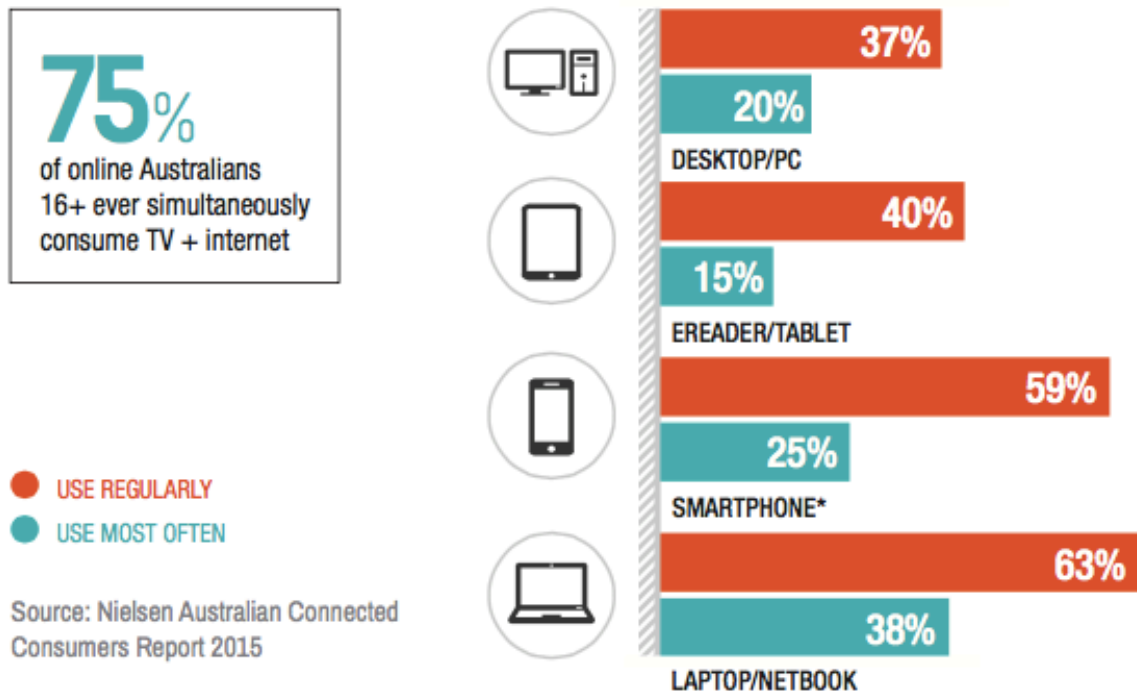 75%
of online Australians
16+ ever simultaneously
consume TV + internet
37%
20%
DESKTOP/PC
40%
15%
EREADER/TABLET
59%
25%
SMARTPHONE*
63%
38%
LAPTOP/NETBOOK
USE REGULARLY
USE MOST OFTEN
Source: Nielsen Australian Connected
Consumers Report 2015